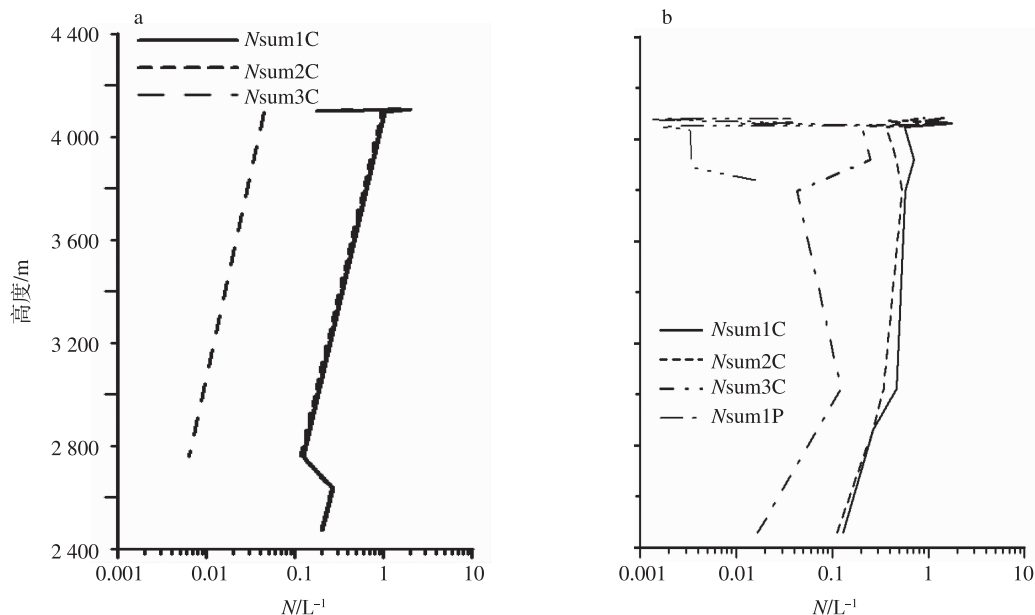 a
b
4 400
4 000
3 600
3 200
2 800
2 400
高度/m
Nsum1C
Nsum2C
Nsum3C
0.001 0.01 0.1 1 10
N/L⁻¹
Nsum1C
Nsum2C
Nsum3C
Nsum1P
0.001 0.01 0.1 1 10
N/L⁻¹